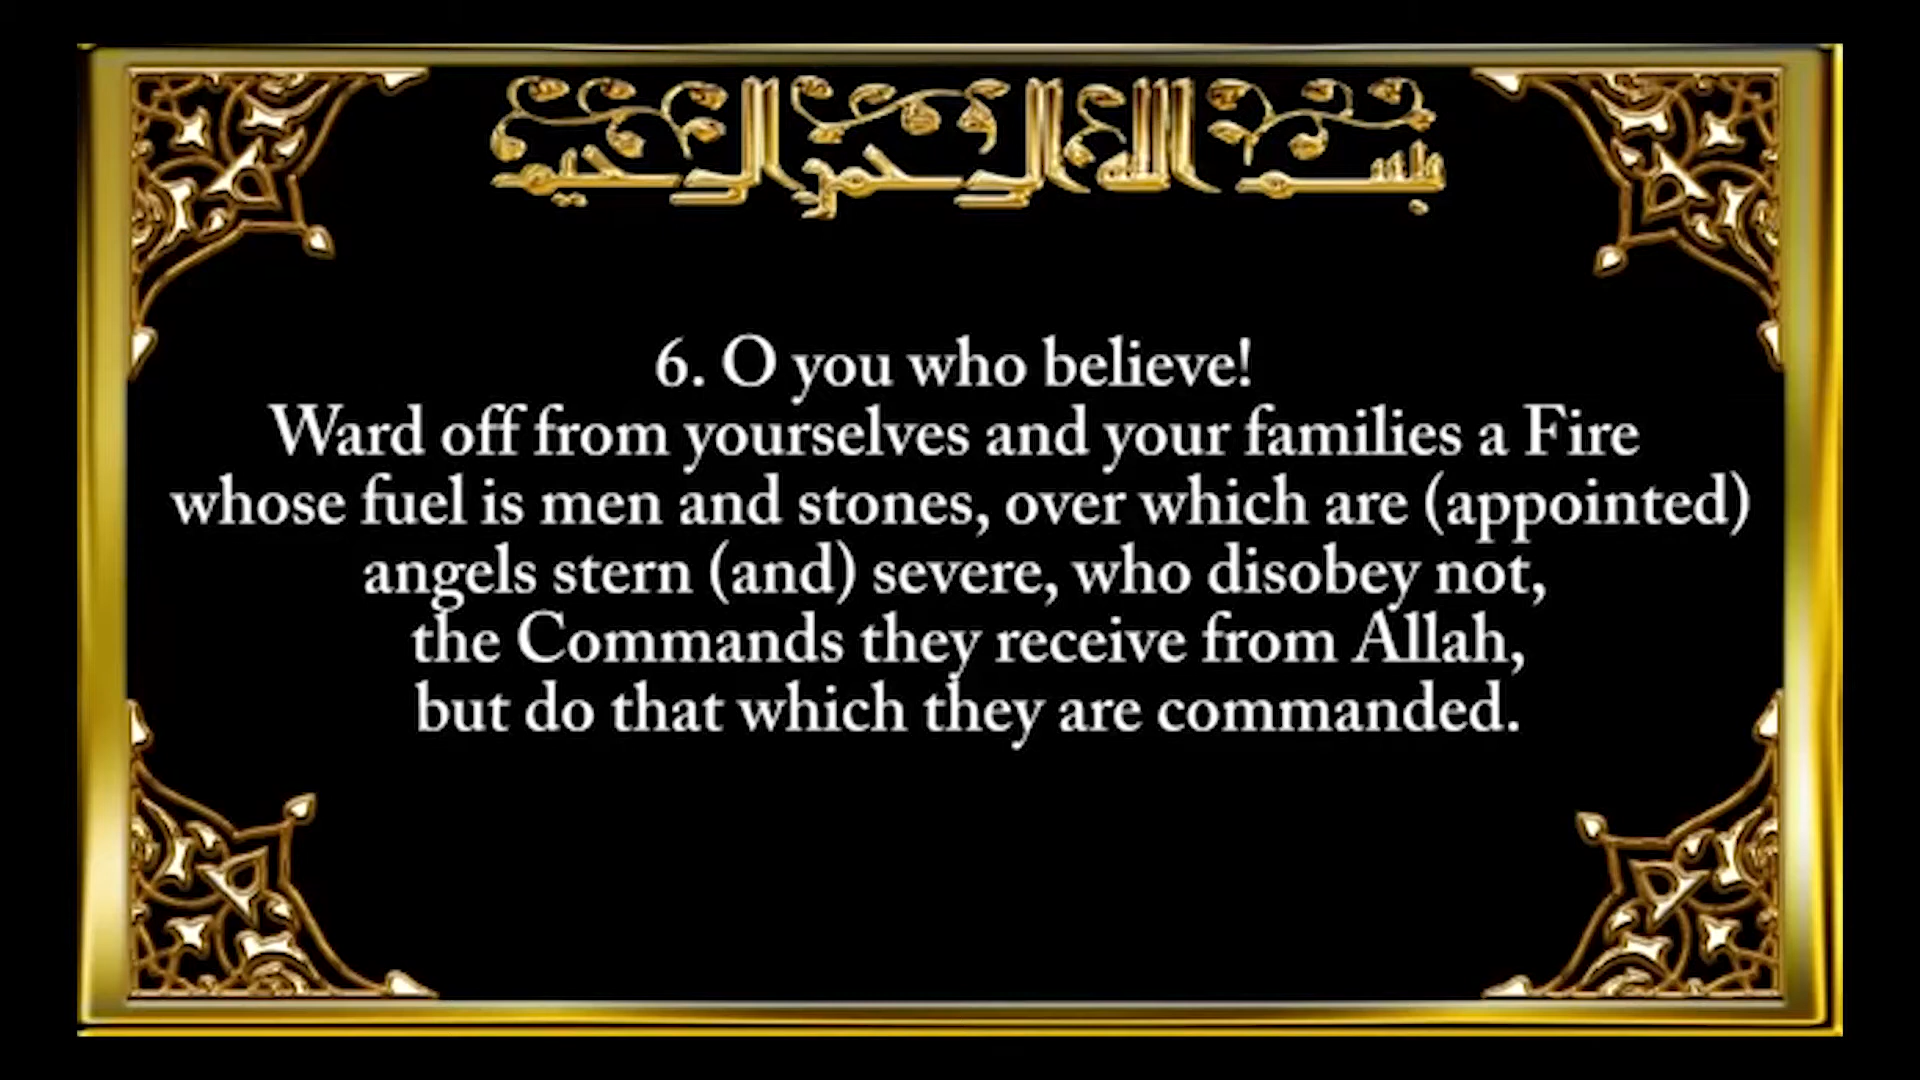 بسم الله الرحمن الرحيم
6. O you who believe!
Ward off from yourselves and your families a Fire
whose fuel is men and stones, over which are (appointed)
angels stern (and) severe, who disobey not,
the Commands they receive from Allah,
but do that which they are commanded.